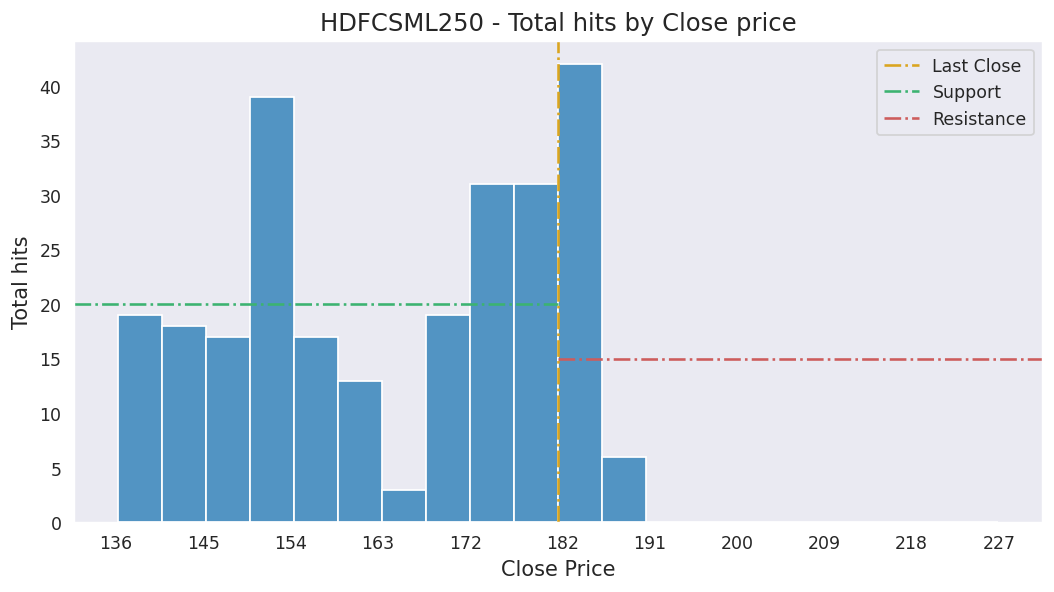 HDFCSML250 - Total hits by Close price
Last Close
Support
Resistance
Total hits
40
35
30
25
20
15
10
5
0
136 145 154 163 172 182 191 200 209 218 227
Close Price